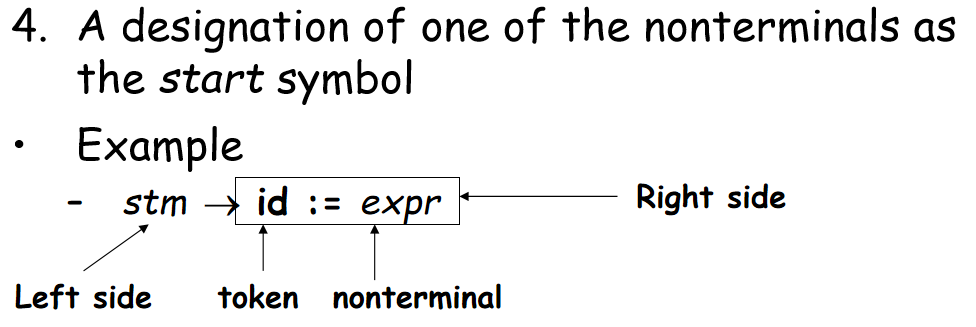 4. A designation of one of the nonterminals as
the start symbol
• Example
- stm → id := expr Right side
Left side token nonterminal